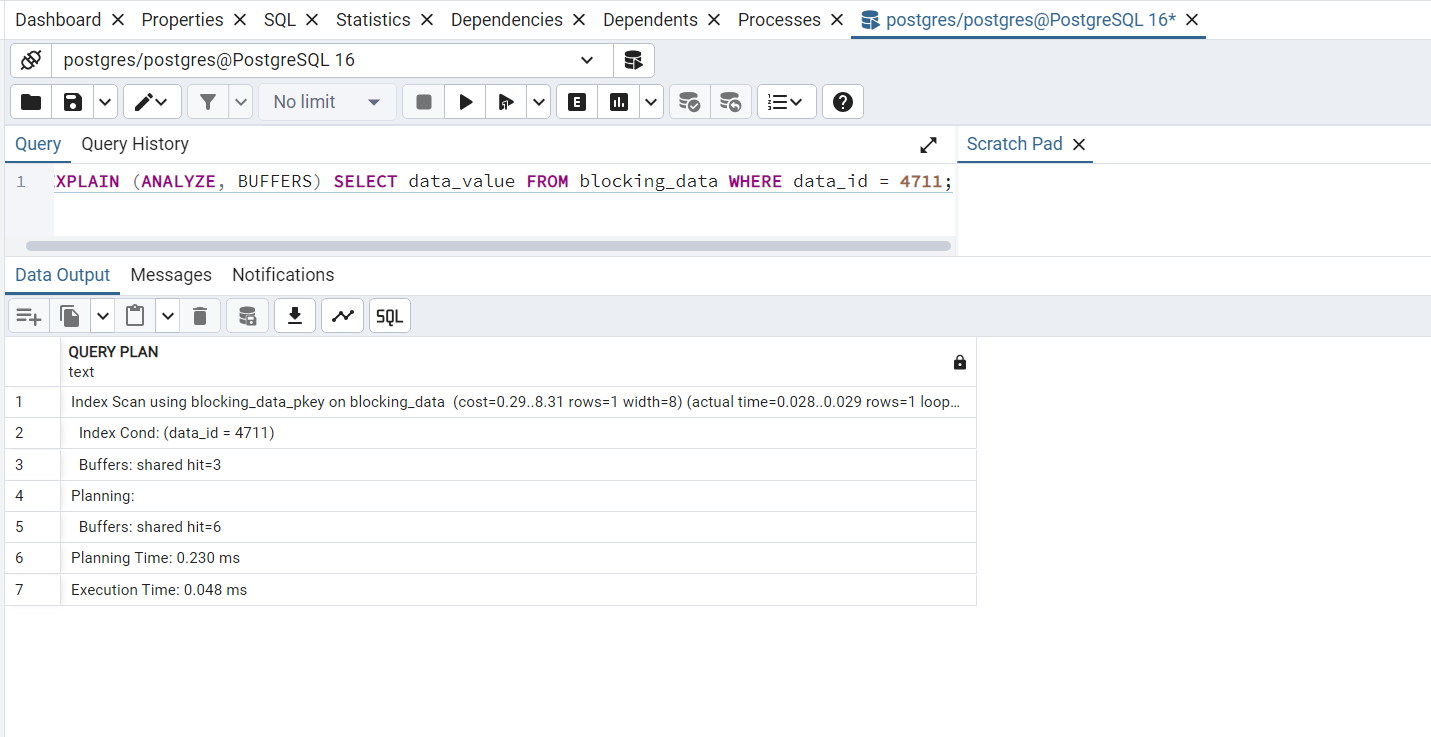 Dashboard Properties SQL Statistics Dependencies Dependents Processes postgres/postgres@PostgreSQL 16*
postgres/postgres@PostgreSQL 16
No limit E
Query Query History Scratch Pad
1 XPLAIN (ANALYZE, BUFFERS) SELECT data_value FROM blocking_data WHERE data_id = 4711;
Data Output Messages Notifications
SQL
QUERY PLAN
text
1 Index Scan using blocking_data_pkey on blocking_data (cost=0.29..8.31 rows=1 width=8) (actual time=0.028..0.029 rows=1 loop...
2 Index Cond: (data_id = 4711)
3 Buffers: shared hit=3
4 Planning:
5 Buffers: shared hit=6
6 Planning Time: 0.230 ms
7 Execution Time: 0.048 ms